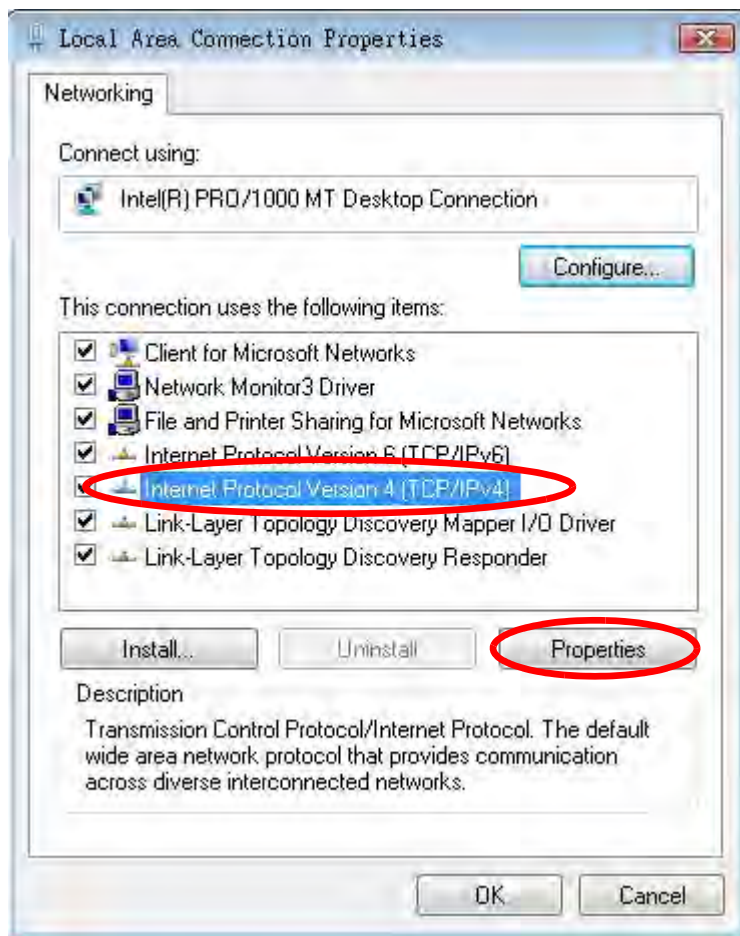 Local Area Connection Properties
Networking
Connect using:
Intel(R) PRO/1000 MT Desktop Connection
Configure...
This connection uses the following items:
Client for Microsoft Networks
Network Monitor3 Driver
File and Printer Sharing for Microsoft Networks
Internet Protocol Version 6 (TCP/IPv6)
Internet Protocol Version 4 (TCP/IPv4)
Link-Layer Topology Discovery Mapper I/O Driver
Link-Layer Topology Discovery Responder
Install... Uninstall Properties
Description
Transmission Control Protocol/Internet Protocol. The default
wide area network protocol that provides communication
across diverse interconnected networks.
OK Cancel